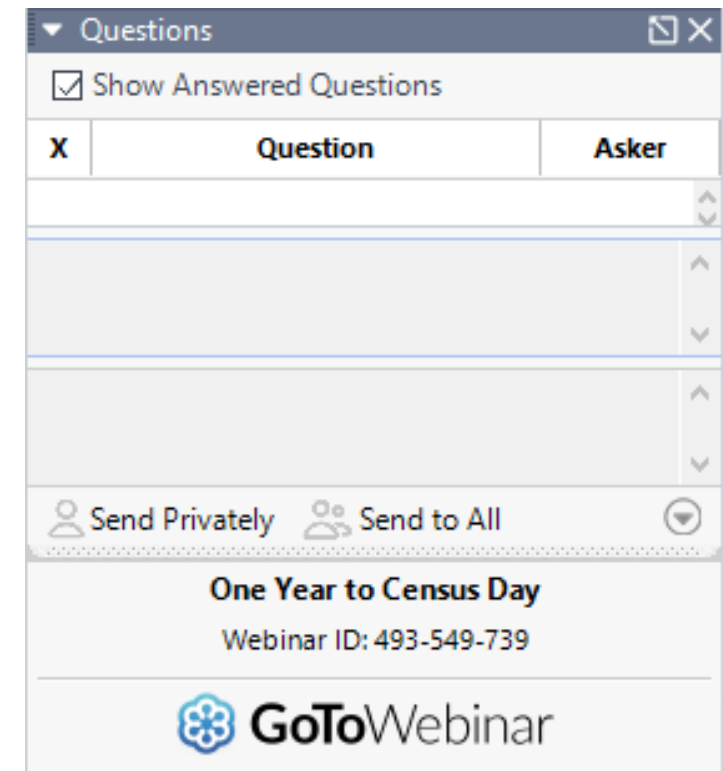 Questions
Show Answered Questions
X Question Asker
Send Privately Send to All
One Year to Census Day
Webinar ID: 493-549-739
GoToWebinar